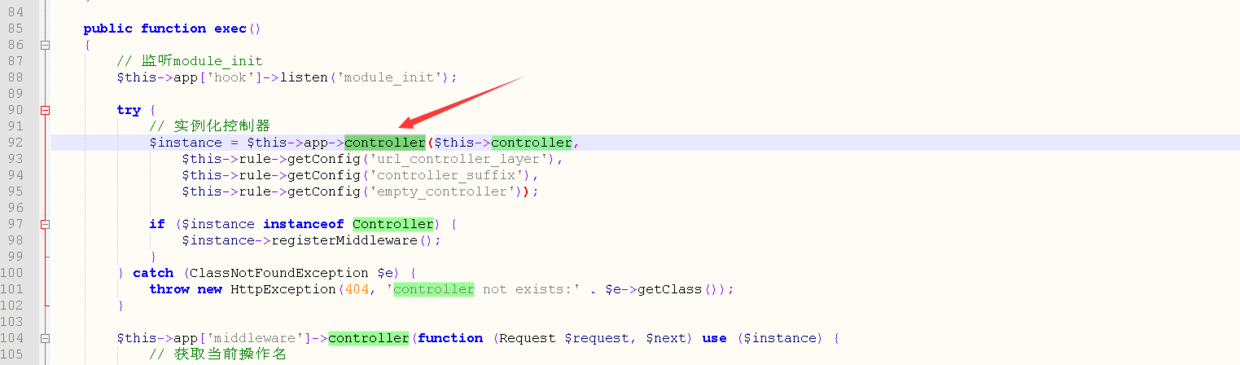 84
85 public function exec()
86 {
87 // 监听module_init
88 $this->app['hook']->listen('module_init');
89
90 try {
91 // 实例化控制器
92 $instance = $this->app->controller($this->controller,
93 $this->rule->getConfig('url_controller_layer'),
94 $this->rule->getConfig('controller_suffix'),
95 $this->rule->getConfig('empty_controller'));
96
97 if ($instance instanceof Controller) {
98 $instance->registerMiddleware();
99 }
100 } catch (ClassNotFoundException $e) {
101 throw new HttpException(404, 'controller not exists:' . $e->getClass());
102 }
103
104 $this->app['middleware']->controller(function (Request $request, $next) use ($instance) {
105 // 获取当前操作名